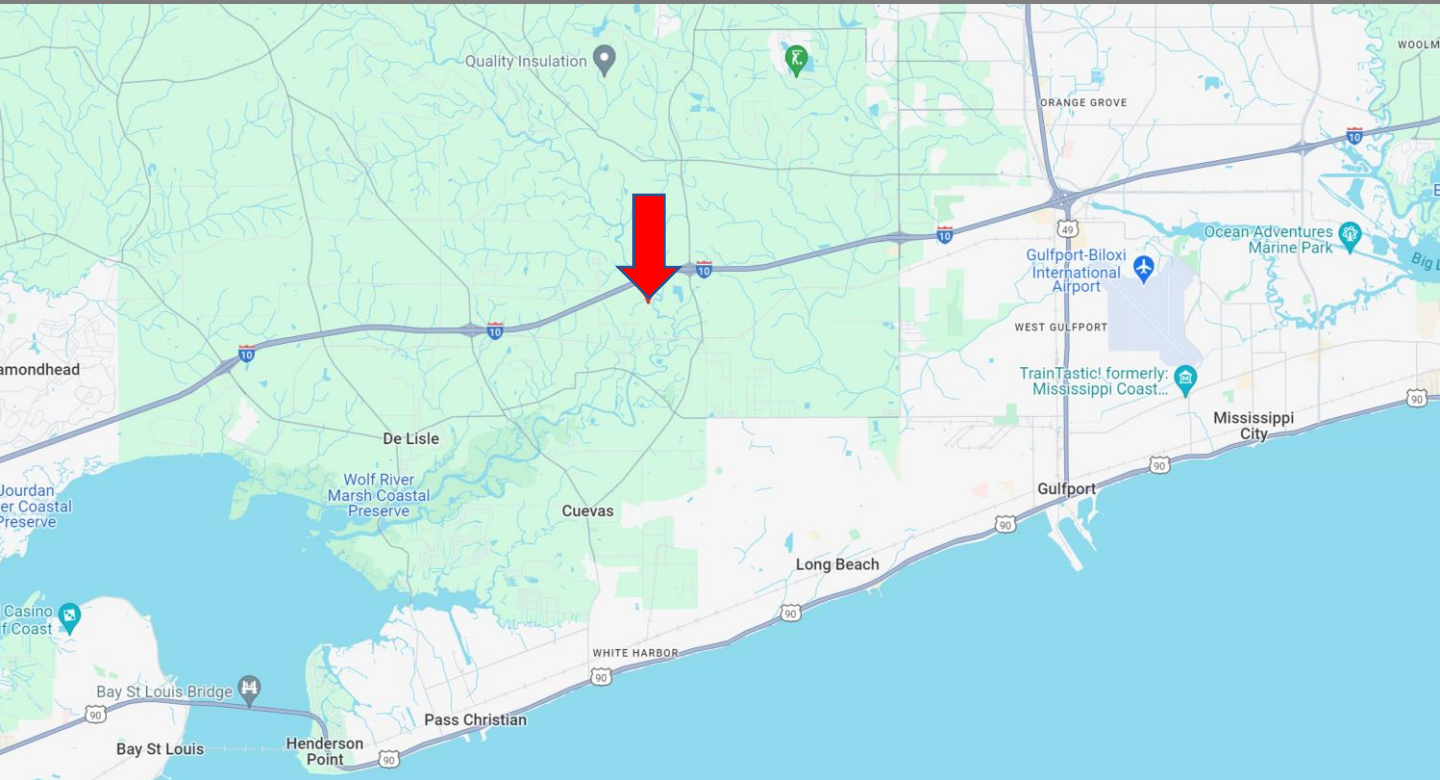 WOOLM
Quality Insulation
ORANGE GROVE
10
10
49
Ocean Adventures
Marine Park
Gulfport-Biloxi
International
Airport
Big L
E
10
10
10
WEST GULFPORT
TrainTastic! formerly:
Mississippi Coast...
amondhead
90
Mississippi
City
De Lisle
90
Wolf River
Marsh Coastal
Preserve
Jourdan
er Coastal
Preserve
Gulfport
Cuevas
90
Long Beach
Casino
f Coast
90
WHITE HARBOR
90
Bay St Louis Bridge
90
Pass Christian
Henderson
Point
Bay St Louis
90